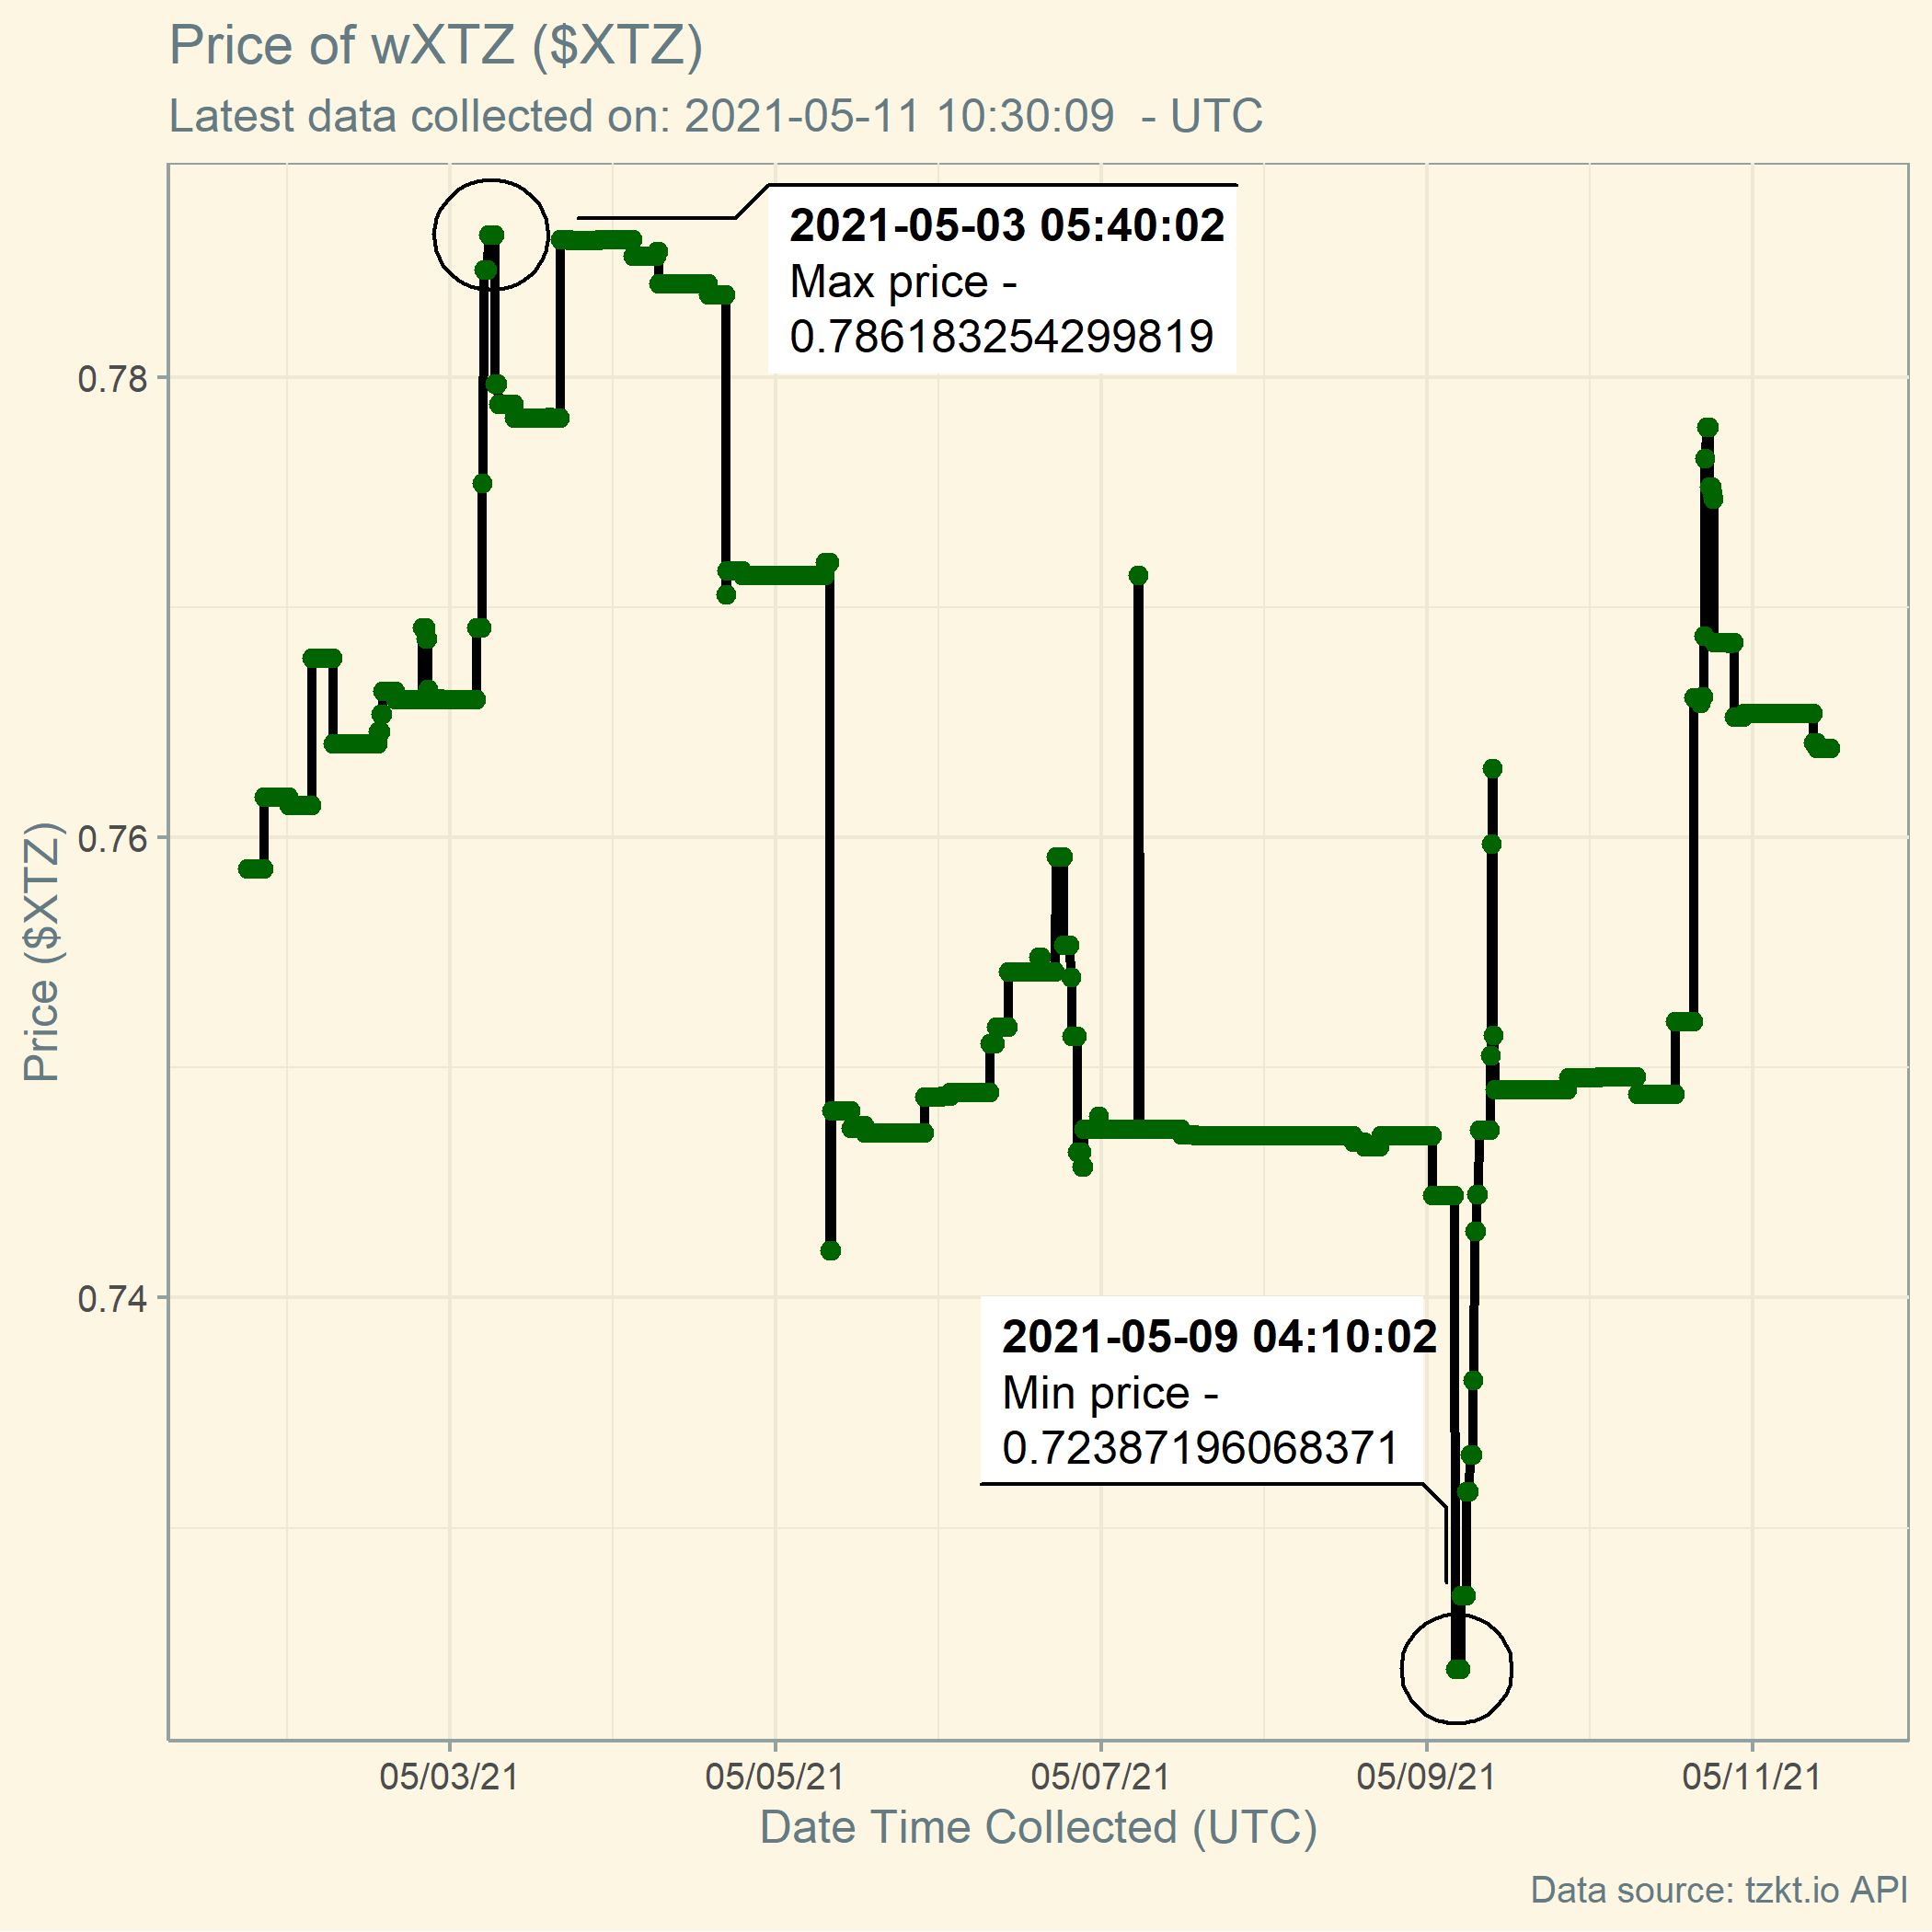 Price of wXTZ ($XTZ)
Latest data collected on: 2021-05-11 10:30:09  - UTC
2021-05-03 05:40:02
Max price -
0.786183254299819
0.78
0.76
0.74
Price ($XTZ)
2021-05-09 04:10:02
Min price -
0.72387196068371
05/03/21
05/05/21
05/07/21
05/09/21
05/11/21
Date Time Collected (UTC)
Data source: tzkt.io API